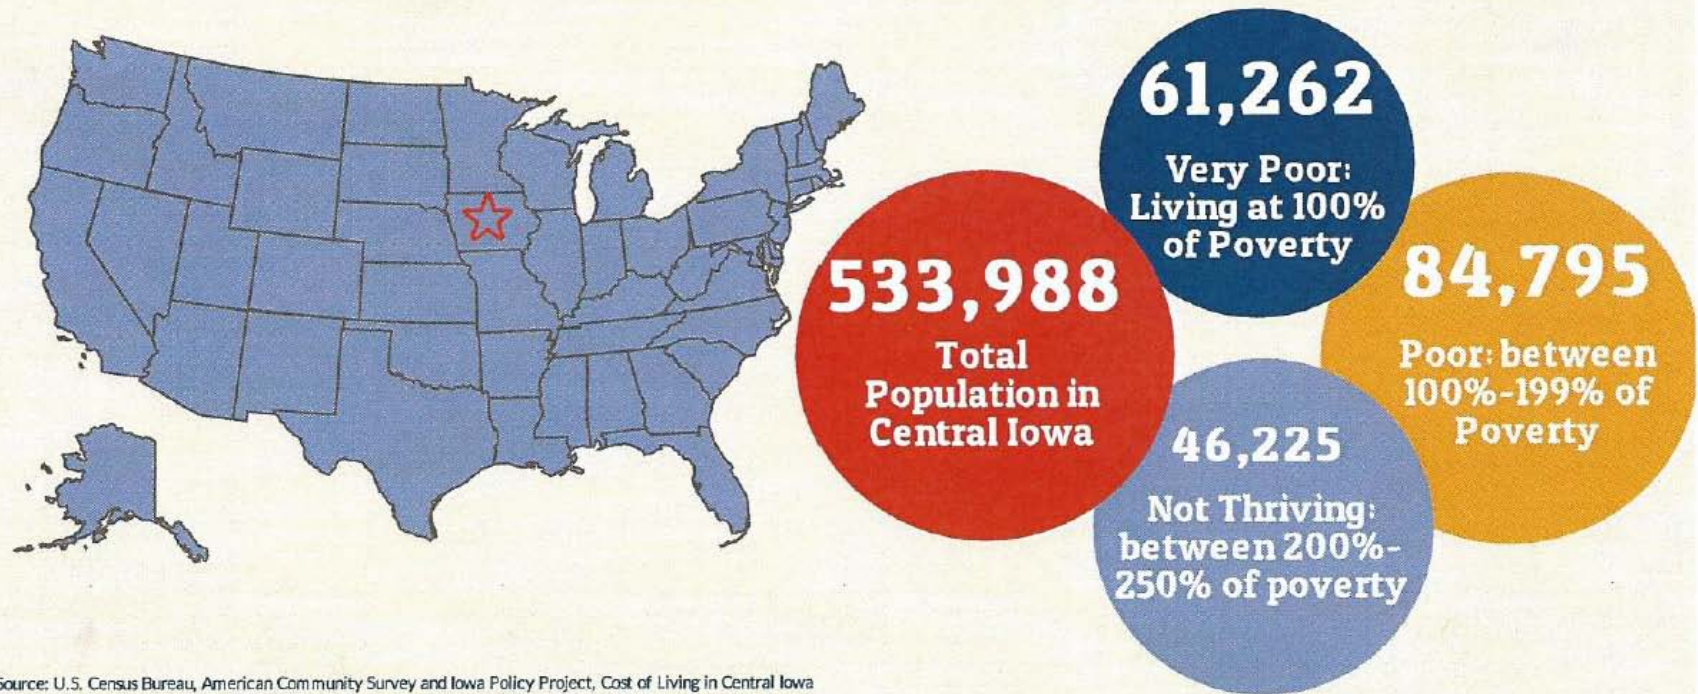 61,262
Very Poor:
Living at 100%
of Poverty
533,988
Total
Population in
Central Iowa
84,795
Poor: between
100%-199% of
Poverty
46,225
Not Thriving:
between 200%-
250% of poverty
Source: U.S. Census Bureau, American Community Survey and Iowa Policy Project, Cost of Living in Central Iowa